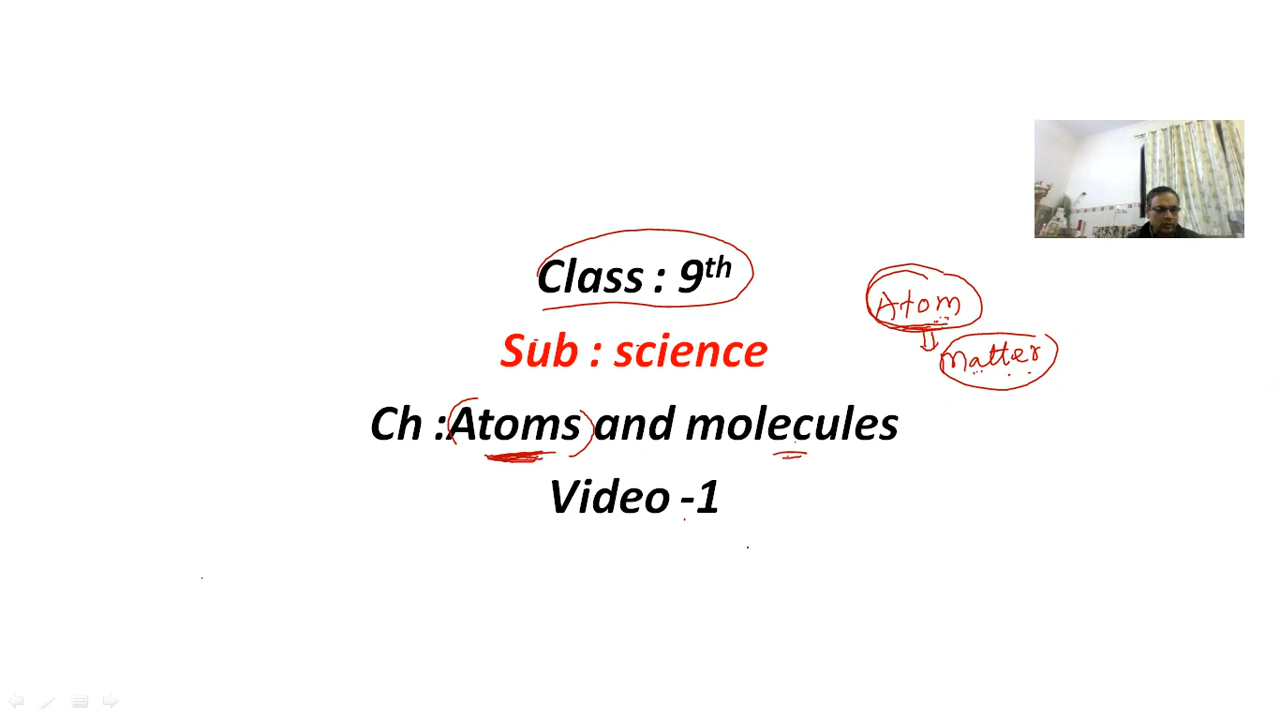 Class : 9th
Sub : science
Ch :Atoms and molecules
Video -1
Atom
Matter